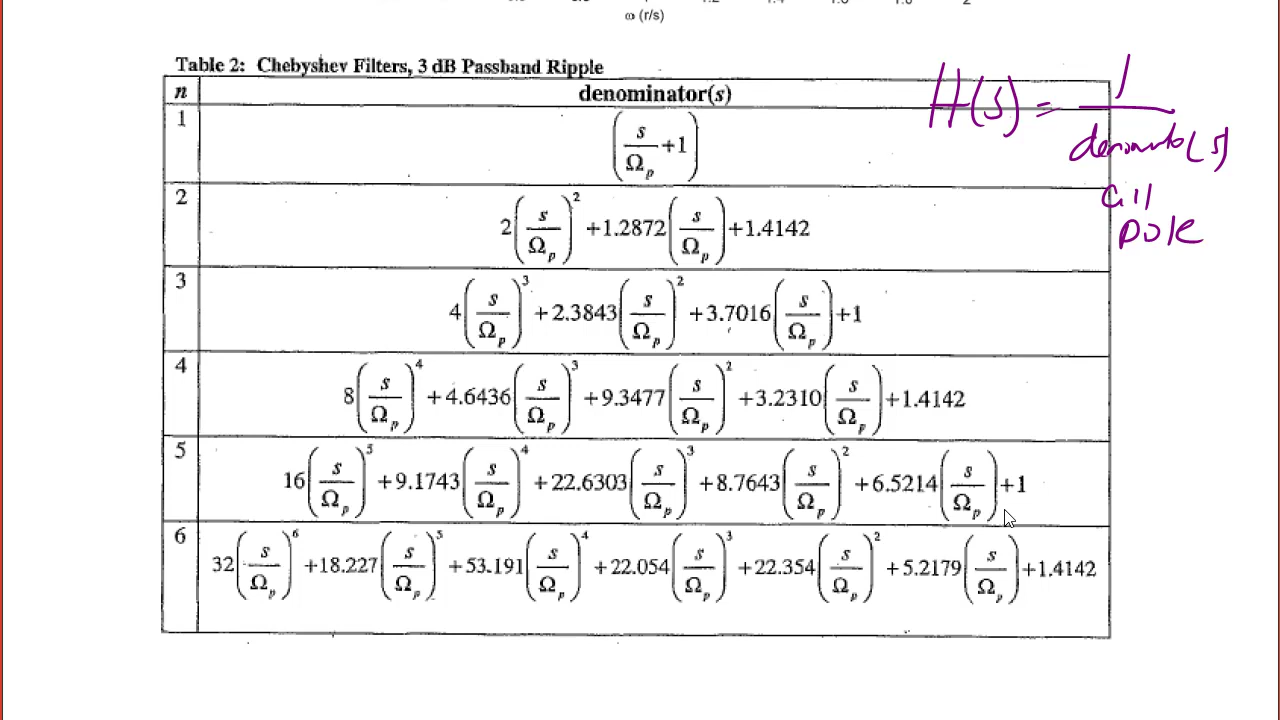 ω (r/s)
Table 2: Chebyshev Filters, 3 dB Passband Ripple
n denominator(s)
1 (s/Ωp +1)
2 2(s/Ωp)^2 +1.2872(s/Ωp) +1.4142
3 4(s/Ωp)^3 +2.3843(s/Ωp)^2 +3.7016(s/Ωp) +1
4 8(s/Ωp)^4 +4.6436(s/Ωp)^3 +9.3477(s/Ωp)^2 +3.2310(s/Ωp) +1.4142
5 16(s/Ωp)^5 +9.1743(s/Ωp)^4 +22.6303(s/Ωp)^3 +8.7643(s/Ωp)^2 +6.5214(s/Ωp) +1
6 32(s/Ωp)^6 +18.227(s/Ωp)^5 +53.191(s/Ωp)^4 +22.054(s/Ωp)^3 +22.354(s/Ωp)^2 +5.2179(s/Ωp) +1.4142
H(s) = 1
all
pole